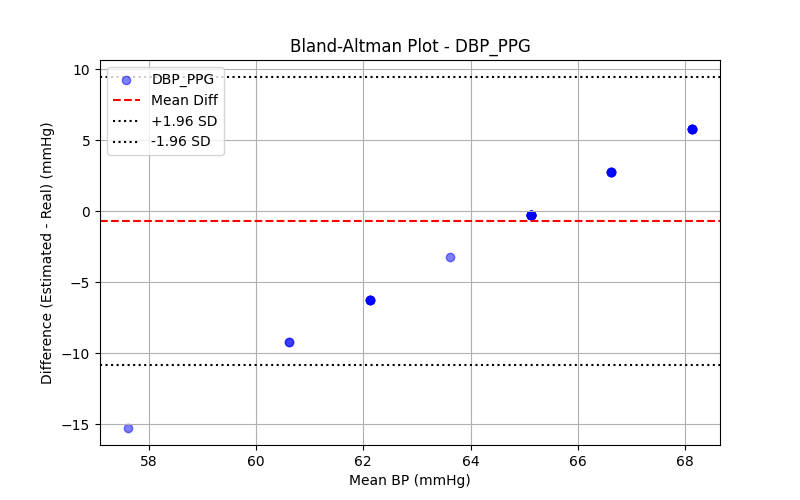 Bland-Altman Plot - DBP_PPG
DBP_PPG
Mean Diff
+1.96 SD
-1.96 SD
10
5
0
−5
−10
−15
Difference (Estimated - Real) (mmHg)
58
60
62
64
66
68
Mean BP (mmHg)